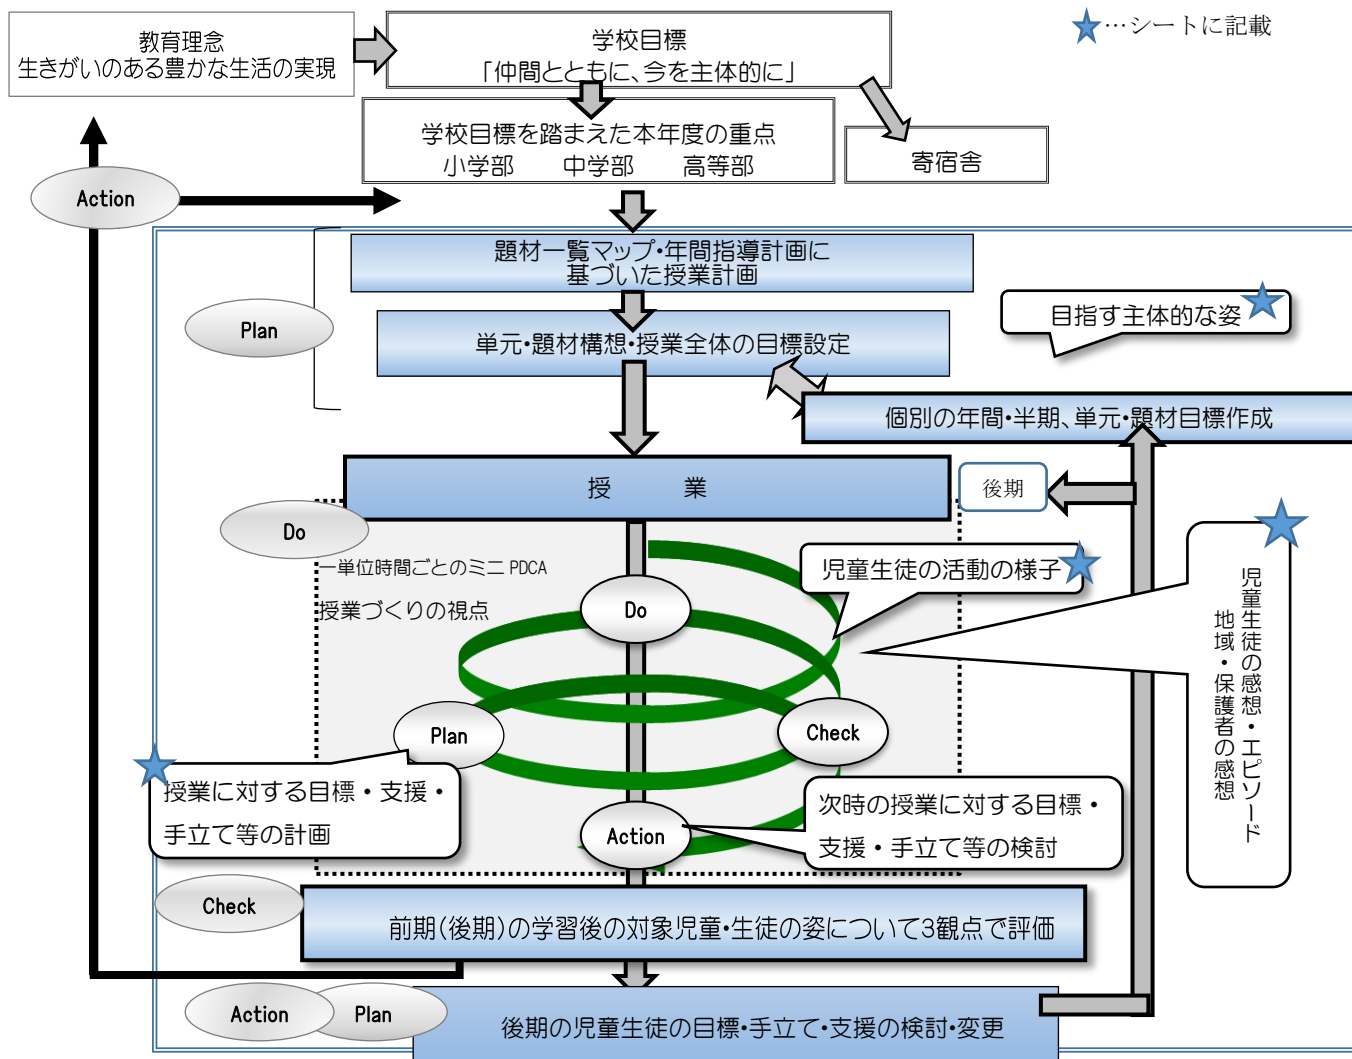 教育理念
生きがいのある豊かな生活の実現
学校目標
「仲間とともに、今を主体的に」
★…シートに記載
学校目標を踏まえた本年度の重点
小学部　　中学部　　高等部
寄宿舎
Action
題材一覧マップ・年間指導計画に
基づいた授業計画
Plan
単元・題材構想・授業全体の目標設定
目指す主体的な姿
個別の年間・半期、単元・題材目標作成
授　　業
後期
Do
一単位時間ごとのミニPDCA
授業づくりの視点
Do
児童生徒の活動の様子
児童生徒の感想・エピソード
地域・保護者の感想
Plan
Check
授業に対する目標・支援・
手立て等の計画
Action
次時の授業に対する目標・
支援・手立て等の検討
Check
前期（後期）の学習後の対象児童・生徒の姿について3観点で評価
Action
Plan
後期の児童生徒の目標・手立て・支援の検討・変更